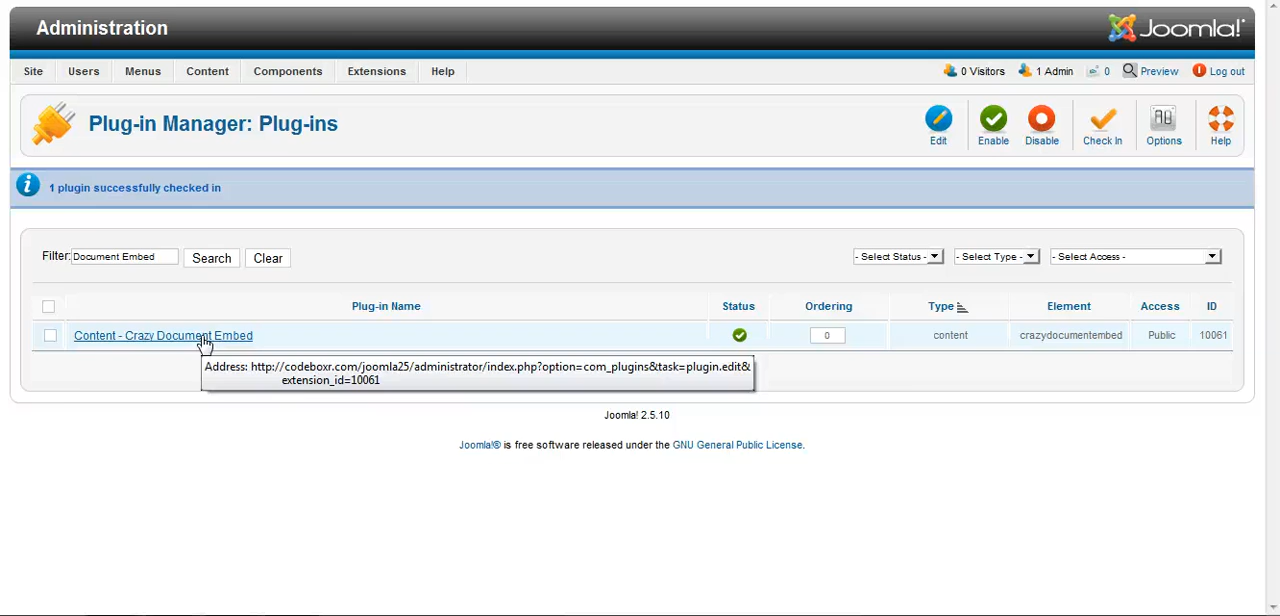 Administration
Joomla!
Site Users Menus Content Components Extensions Help 0 Visitors 1 Admin 0 Preview Log out
Plug-in Manager: Plug-ins
Edit Enable Disable Check In Options Help
1 plugin successfully checked in
Filter: Document Embed Search Clear - Select Status - - Select Type - - Select Access -
Plug-in Name Status Ordering Type Element Access ID
Content - Crazy Document Embed 0 content crazydocumentembed Public 10061
Address: http://codeboxr.com/joomla25/administrator/index.php?option=com_plugins&task=plugin.edit&
extension_id=10061
Joomla! 2.5.10
Joomla!® is free software released under the GNU General Public License.